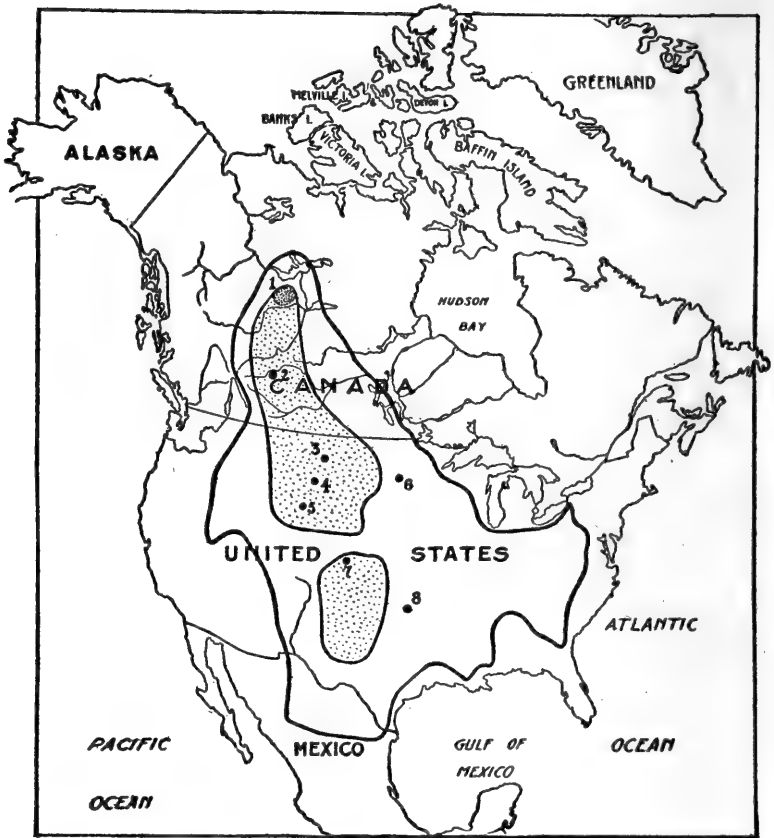 GREENLAND
MELVILLE I.
DEVON I.
BANKS I.
VICTORIA I.
BAFFIN ISLAND
ALASKA
HUDSON
BAY
1
2
CANADA
3
4
5
6
UNITED STATES
7
8
ATLANTIC
OCEAN
PACIFIC
OCEAN
MEXICO
GULF OF
MEXICO